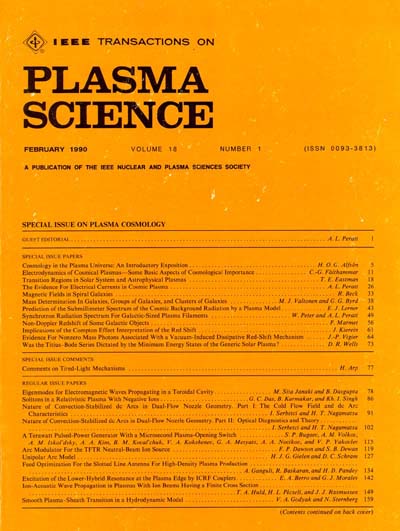 IEEE TRANSACTIONS ON
PLASMA
SCIENCE
FEBRUARY 1990 VOLUME 18 NUMBER 1 (ISSN 0093-3813)
A PUBLICATION OF THE IEEE NUCLEAR AND PLASMA SCIENCES SOCIETY
SPECIAL ISSUE ON PLASMA COSMOLOGY
GUEST EDITORIAL A. L. Peratt 1
SPECIAL ISSUE PAPERS
Cosmology in the Plasma Universe: An Introductory Exposition H. O. G. Alfvén 5
Electrodynamics of Cosmical Plasmas—Some Basic Aspects of Cosmological Importance C.-G. Fälthammar 11
Transition Regions in Solar System and Astrophysical Plasmas T. E. Eastman 18
The Evidence For Electrical Currents in Cosmic Plasma A. L. Peratt 26
Magnetic Fields in Spiral Galaxies R. Beck 33
Mass Determination In Galaxies, Groups of Galaxies, and Clusters of Galaxies M. J. Valtonen and G. G. Byrd 38
Prediction of the Submillimeter Spectrum of the Cosmic Background Radiation by a Plasma Model E. J. Lerner 43
Synchrotron Radiation Spectrum For Galactic-Sized Plasma Filaments W. Peter and A. L. Peratt 49
Non-Doppler Redshift of Some Galactic Objects P. Marmet 56
Implications of the Compton Effect Interpretation of the Red Shift J. Kierein 61
Evidence For Nonzero Mass Photons Associated With a Vacuum-Induced Dissipative Red-Shift Mechanism J-P. Vigier 64
Was the Titius-Bode Series Dictated by the Minimum Energy States of the Generic Solar Plasma? D. R. Wells 73
SPECIAL ISSUE COMMENTS
Comments on Tired-Light Mechanisms H. Arp 77
REGULAR ISSUE PAPERS
Eigenmodes for Electromagnetic Waves Propagating in a Toroidal Cavity M. Sita Janaki and B. Dasgupta 78
Solitons in a Relativistic Plasma With Negative Ions G. C. Das, B. Karmakar, and Kh. I. Singh 86
Nature of Convection-Stabilized dc Arcs in Dual-Flow Nozzle Geometry. Part I: The Cold Flow Field and dc Arc
Characteristics J. Serbetci and H. T. Nagamatsu 91
Nature of Convection-Stabilized dc Arcs in Dual-Flow Nozzle Geometry. Part II: Optical Diagnostics and Theory
I. Serbetci and H. T. Nagamatsu 102
A Terawatt Pulsed-Power Generator With a Microsecond Plasma-Opening Switch S. P. Bugaev, A. M. Volkov,
Arc Modulator For the TFTR Neutral-Beam Ion Source F. P. Dawson and S. B. Dewan 119
Unipolar Arc Model H. J. G. Gielen and D. C. Schram 127
Feed Optimization For the Slotted Line Antenna For High-Density Plasma Production
A. Ganguli, R. Baskaran, and H. D. Pandey 134
Excitation of the Lower-Hybrid Resonance at the Plasma Edge by ICRF Couplers E. A. Berro and G. J. Morales 142
Ion-Acoustic Wave Propagation in Plasmas With Ion Beams Having a Finite Cross Section
T. A. Huld, H. L. Pécseli, and J. J. Rasmussen 149
Smooth Plasma-Sheath Transition in a Hydrodynamic Model V. A. Godyak and N. Sternberg 159
(Contents continued on back cover)